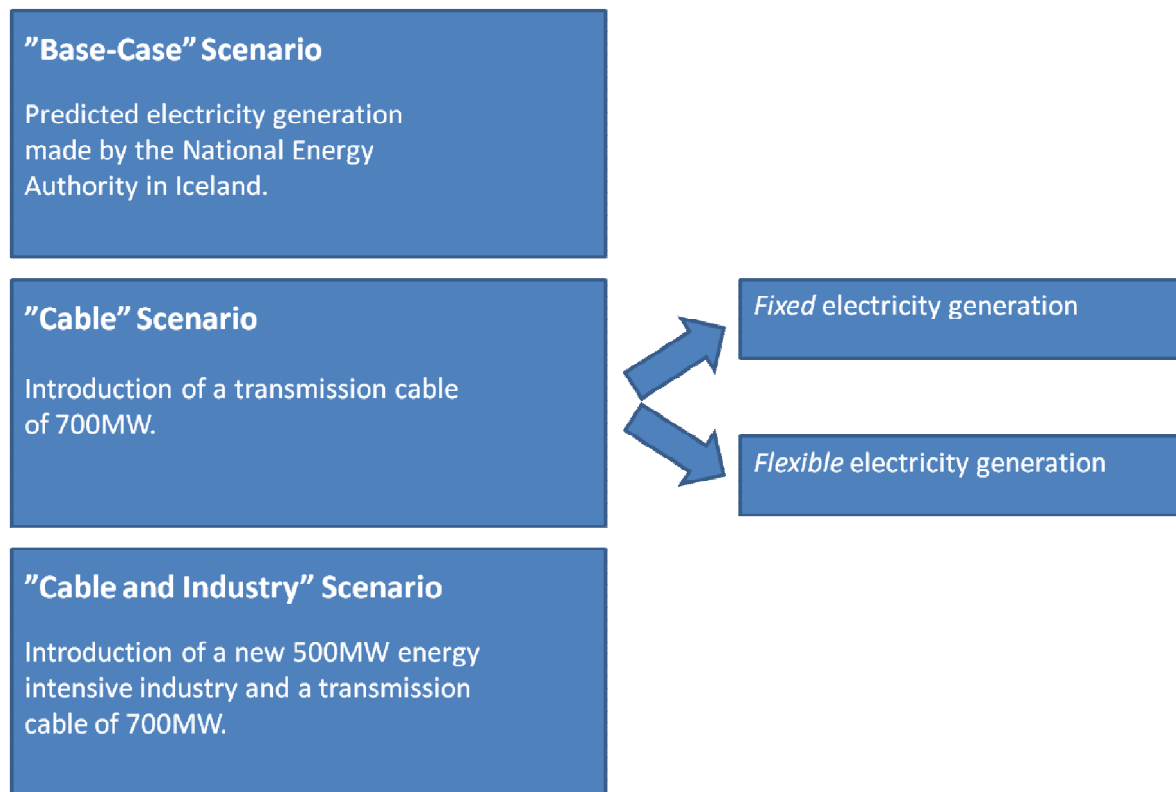 ”Base-Case” Scenario
Predicted electricity generation
made by the National Energy
Authority in Iceland.
”Cable” Scenario
Introduction of a transmission cable
of 700MW.
Fixed electricity generation
Flexible electricity generation
”Cable and Industry” Scenario
Introduction of a new 500MW energy
intensive industry and a transmission
cable of 700MW.